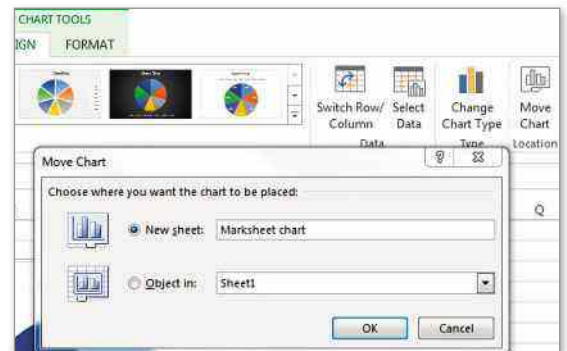 CHART TOOLS
IGN FORMAT
Switch Row/ Select Change Move
Column Data Chart Type Chart
Data Type Location
Move Chart
Choose where you want the chart to be placed:
Q
New sheet: Marksheet chart
Object in: Sheet1
OK Cancel